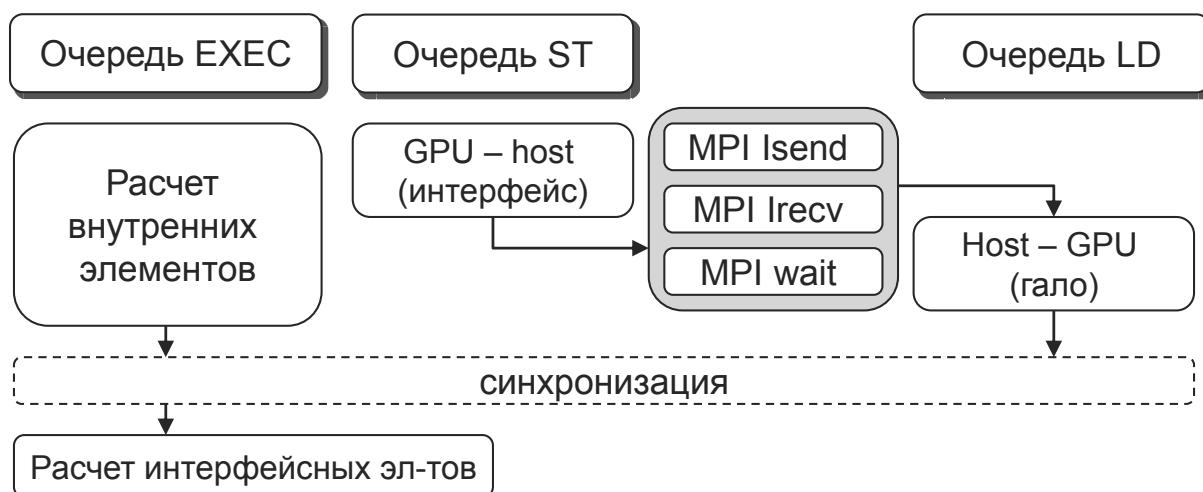 Очередь EXEC
Очередь ST
Очередь LD
Расчет
внутренних
элементов
GPU – host
(интерфейс)
MPI Isend
MPI Irecv
MPI wait
Host – GPU
(гало)
синхронизация
Расчет интерфейсных эл-тов